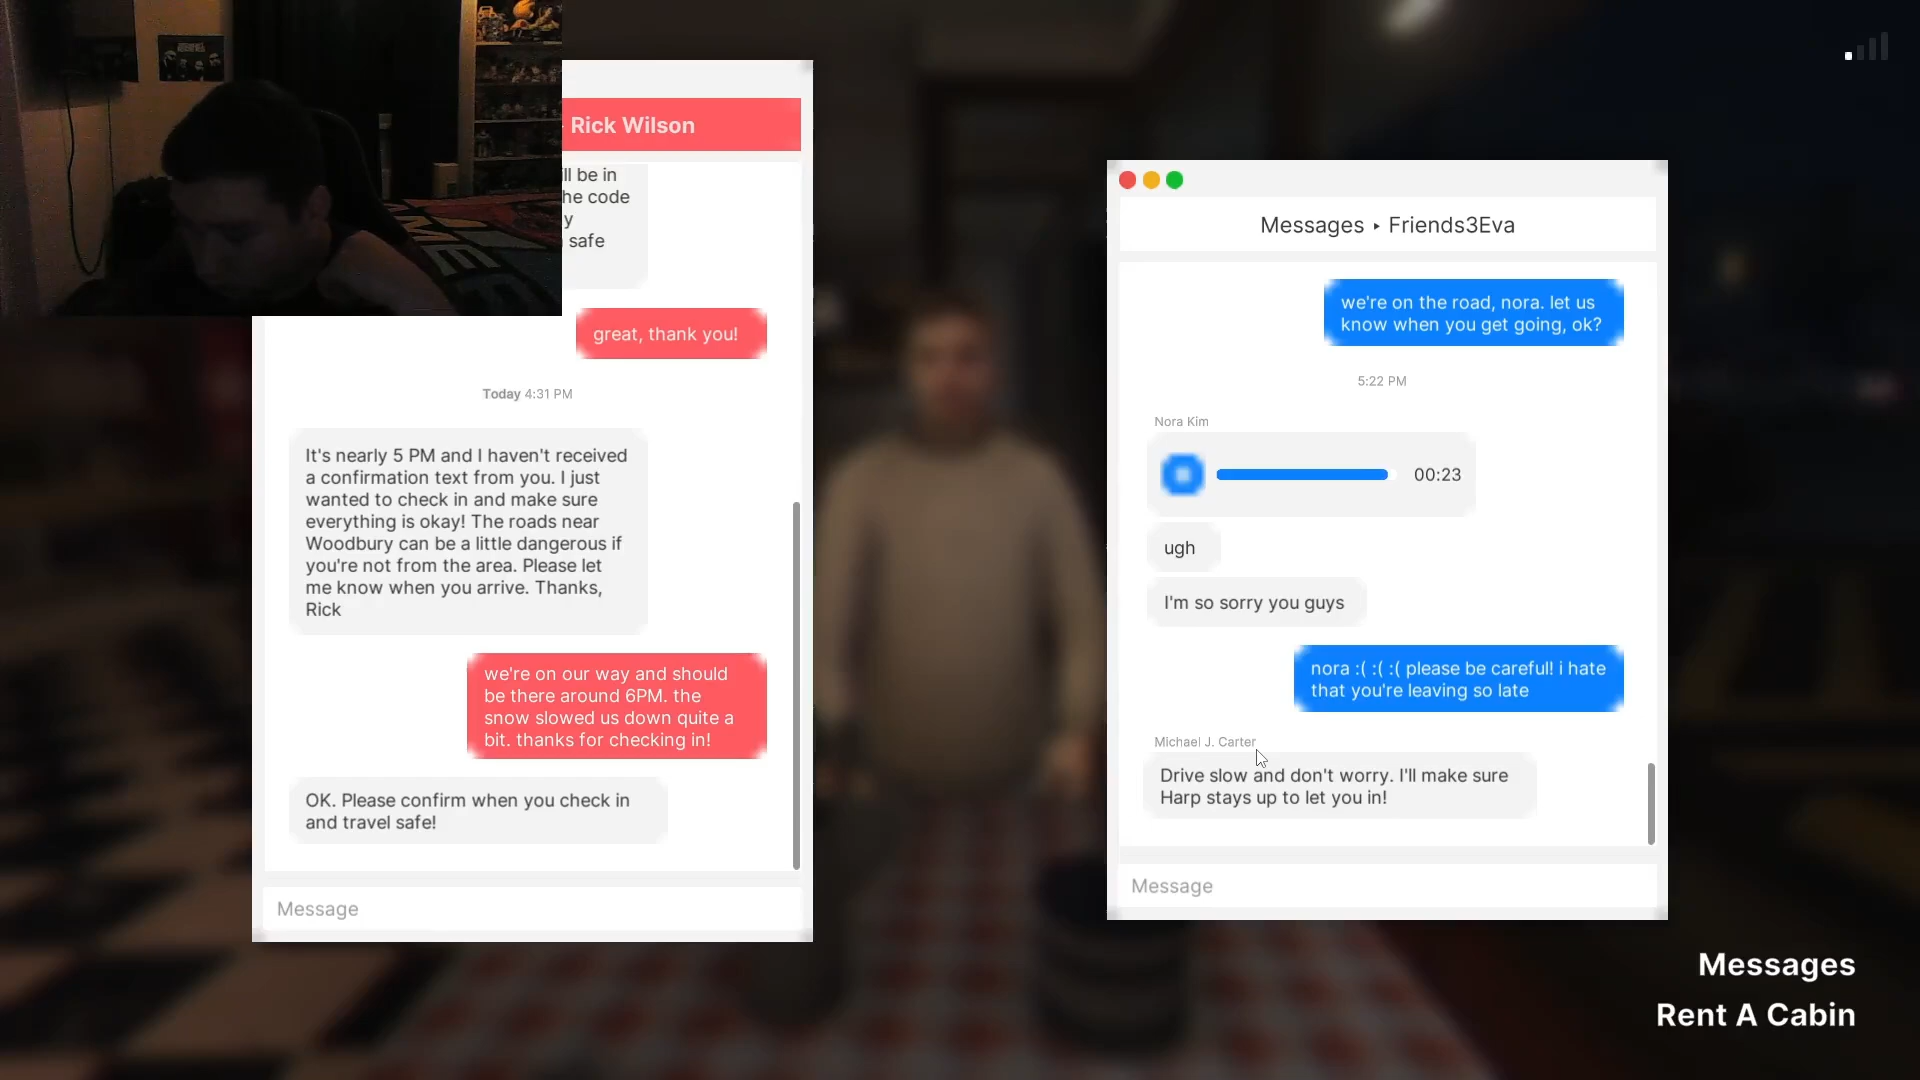 Rick Wilson
ll be in
he code
y
safe
great, thank you!
Today 4:31 PM
It's nearly 5 PM and I haven't received
a confirmation text from you. I just
wanted to check in and make sure
everything is okay! The roads near
Woodbury can be a little dangerous if
you're not from the area. Please let
me know when you arrive. Thanks,
Rick
we're on our way and should
be there around 6PM. the
snow slowed us down quite a
bit. thanks for checking in!
OK. Please confirm when you check in
and travel safe!
Message
Messages ▸ Friends3Eva
we're on the road, nora. let us
know when you get going, ok?
5:22 PM
Nora Kim
00:23
ugh
I'm so sorry you guys
nora :( :( :( please be careful! i hate
that you're leaving so late
Michael J. Carter
Drive slow and don't worry. I'll make sure
Harp stays up to let you in!
Message
Messages
Rent A Cabin